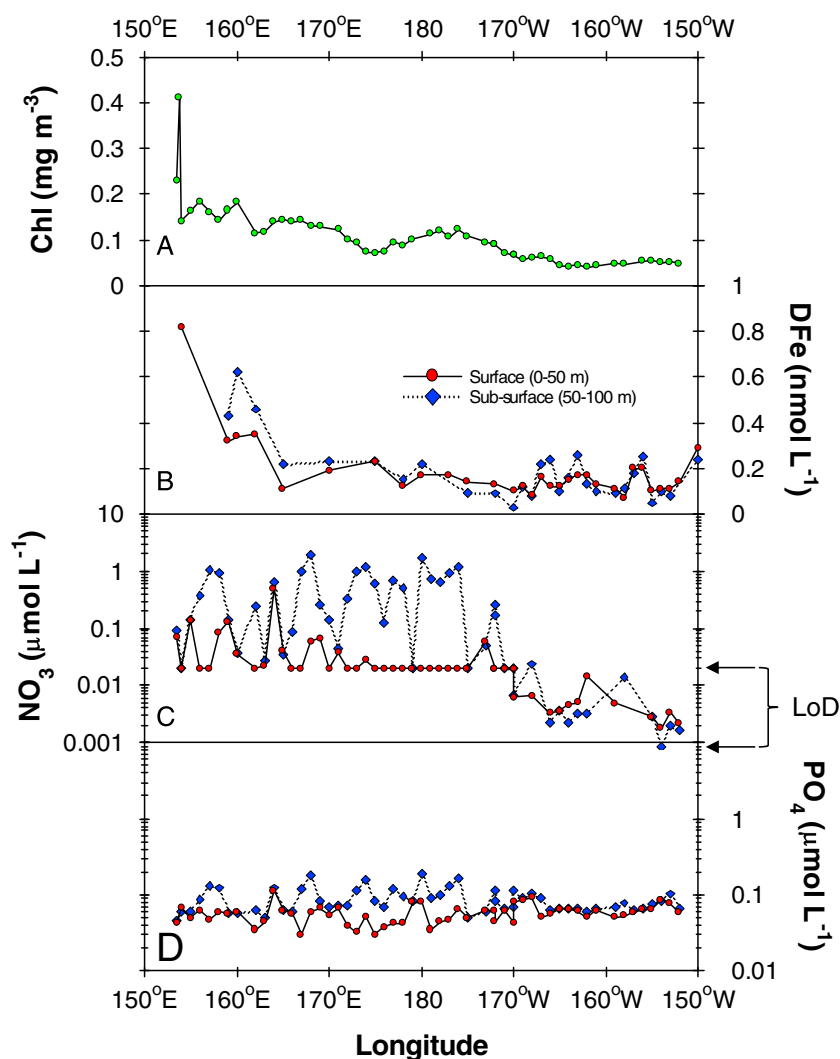 150°E 160°E 170°E 180 170°W 160°W 150°W
0.5
0.4
0.3
0.2
0.1
0
Chl (mg m⁻³)
A
1
0.8
0.6
0.4
0.2
0
DFe (nmol L⁻¹)
Surface (0-50 m)
Sub-surface (50-100 m)
B
10
1
0.1
0.01
0.001
NO₃ (µmol L⁻¹)
C
LoD
1
0.1
0.01
PO₄ (µmol L⁻¹)
D
150°E 160°E 170°E 180 170°W 160°W 150°W
Longitude